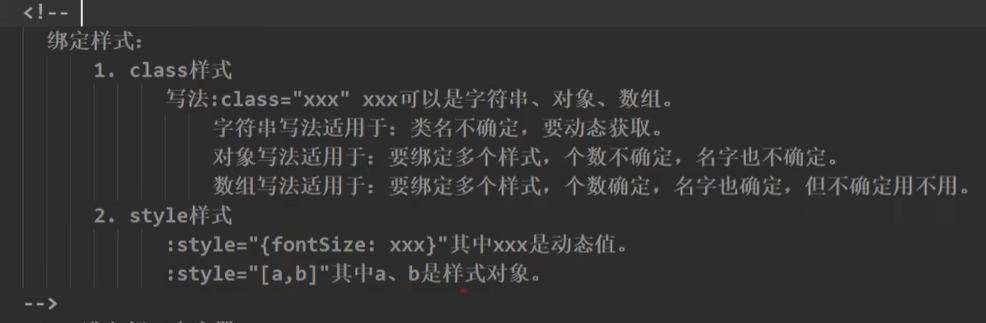 <!--
绑定样式:
1. class样式
写法:class="xxx" xxx可以是字符串、对象、数组。
字符串写法适用于: 类名不确定, 要动态获取。
对象写法适用于: 要绑定多个样式, 个数不确定, 名字也不确定。
数组写法适用于: 要绑定多个样式, 个数确定, 名字也确定, 但不确定用不用。
2. style样式
:style="{fontSize: xxx}"其中xxx是动态值。
:style="[a,b]"其中a、b是样式对象。
-->